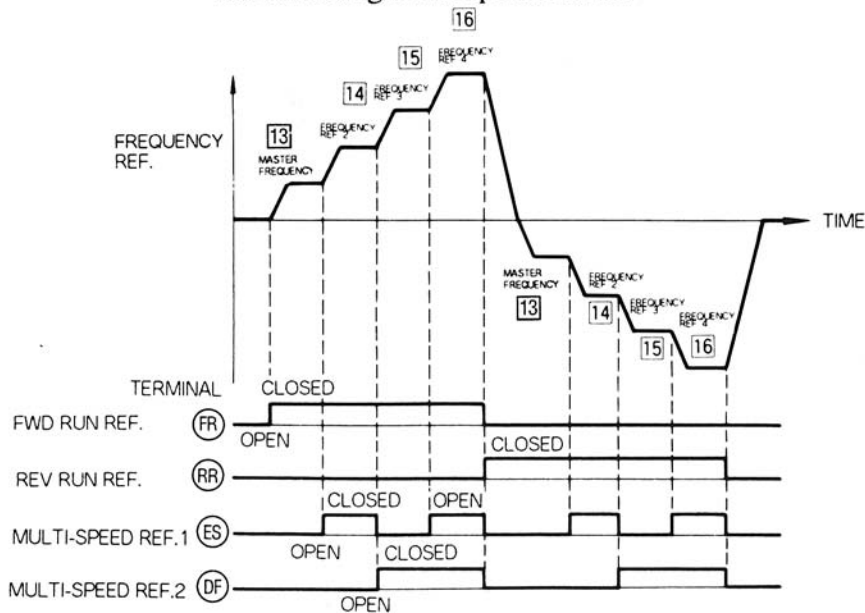 16
15
FREQUENCY
REF 4
14
FREQUENCY
REF 3
13
FREQUENCY
REF 2
FREQUENCY
REF.
MASTER
FREQUENCY
TIME
MASTER
FREQUENCY
13
FREQUENCY
REF 2
14
FREQUENCY
REF 3
15
FREQUENCY
REF 4
16
TERMINAL
CLOSED
FWD RUN REF. FR
OPEN
CLOSED
REV RUN REF. RR
CLOSED OPEN
MULTI-SPEED REF.1 ES
OPEN CLOSED
MULTI-SPEED REF.2 DF
OPEN